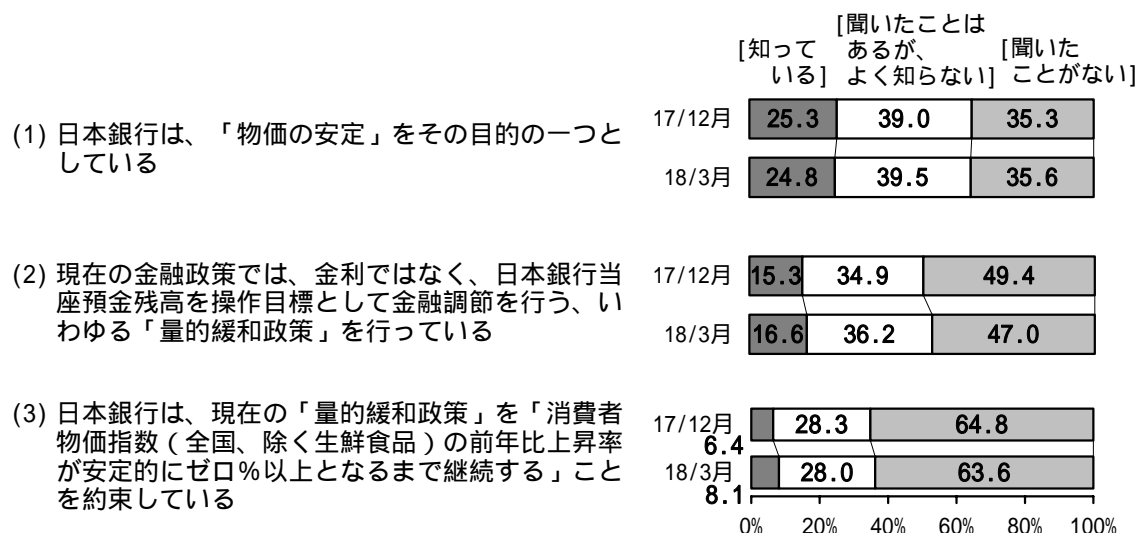 [知って
いる]
[聞いたことは
あるが、
よく知らない]
[聞いた
ことがない]
(1) 日本銀行は、「物価の安定」をその目的の一つと
している
17/12月 25.3 39.0 35.3
18/3月 24.8 39.5 35.6
(2) 現在の金融政策では、金利ではなく、日本銀行当
座預金残高を操作目標として金融調節を行う、い
わゆる「量的緩和政策」を行っている
17/12月 15.3 34.9 49.4
18/3月 16.6 36.2 47.0
(3) 日本銀行は、現在の「量的緩和政策」を「消費者
物価指数（全国、除く生鮮食品）の前年比上昇率
が安定的にゼロ％以上となるまで継続する」こと
を約束している
17/12月 6.4 28.3 64.8
18/3月 8.1 28.0 63.6
0% 20% 40% 60% 80% 100%